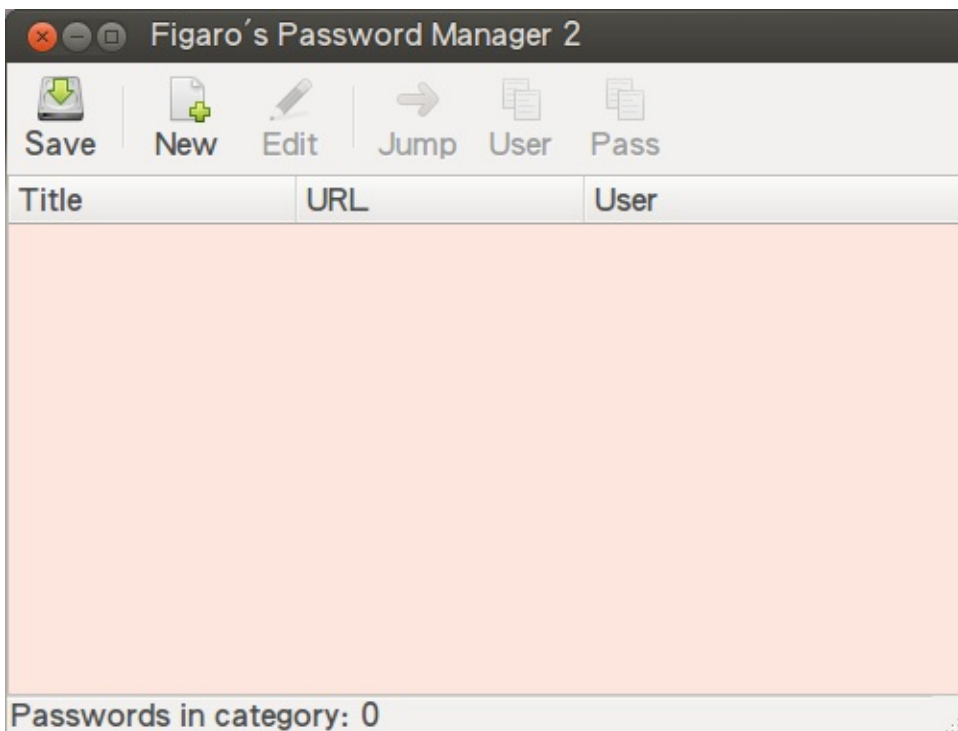 Figaro´s Password Manager 2
Save New Edit Jump User Pass
Title URL User
Passwords in category: 0